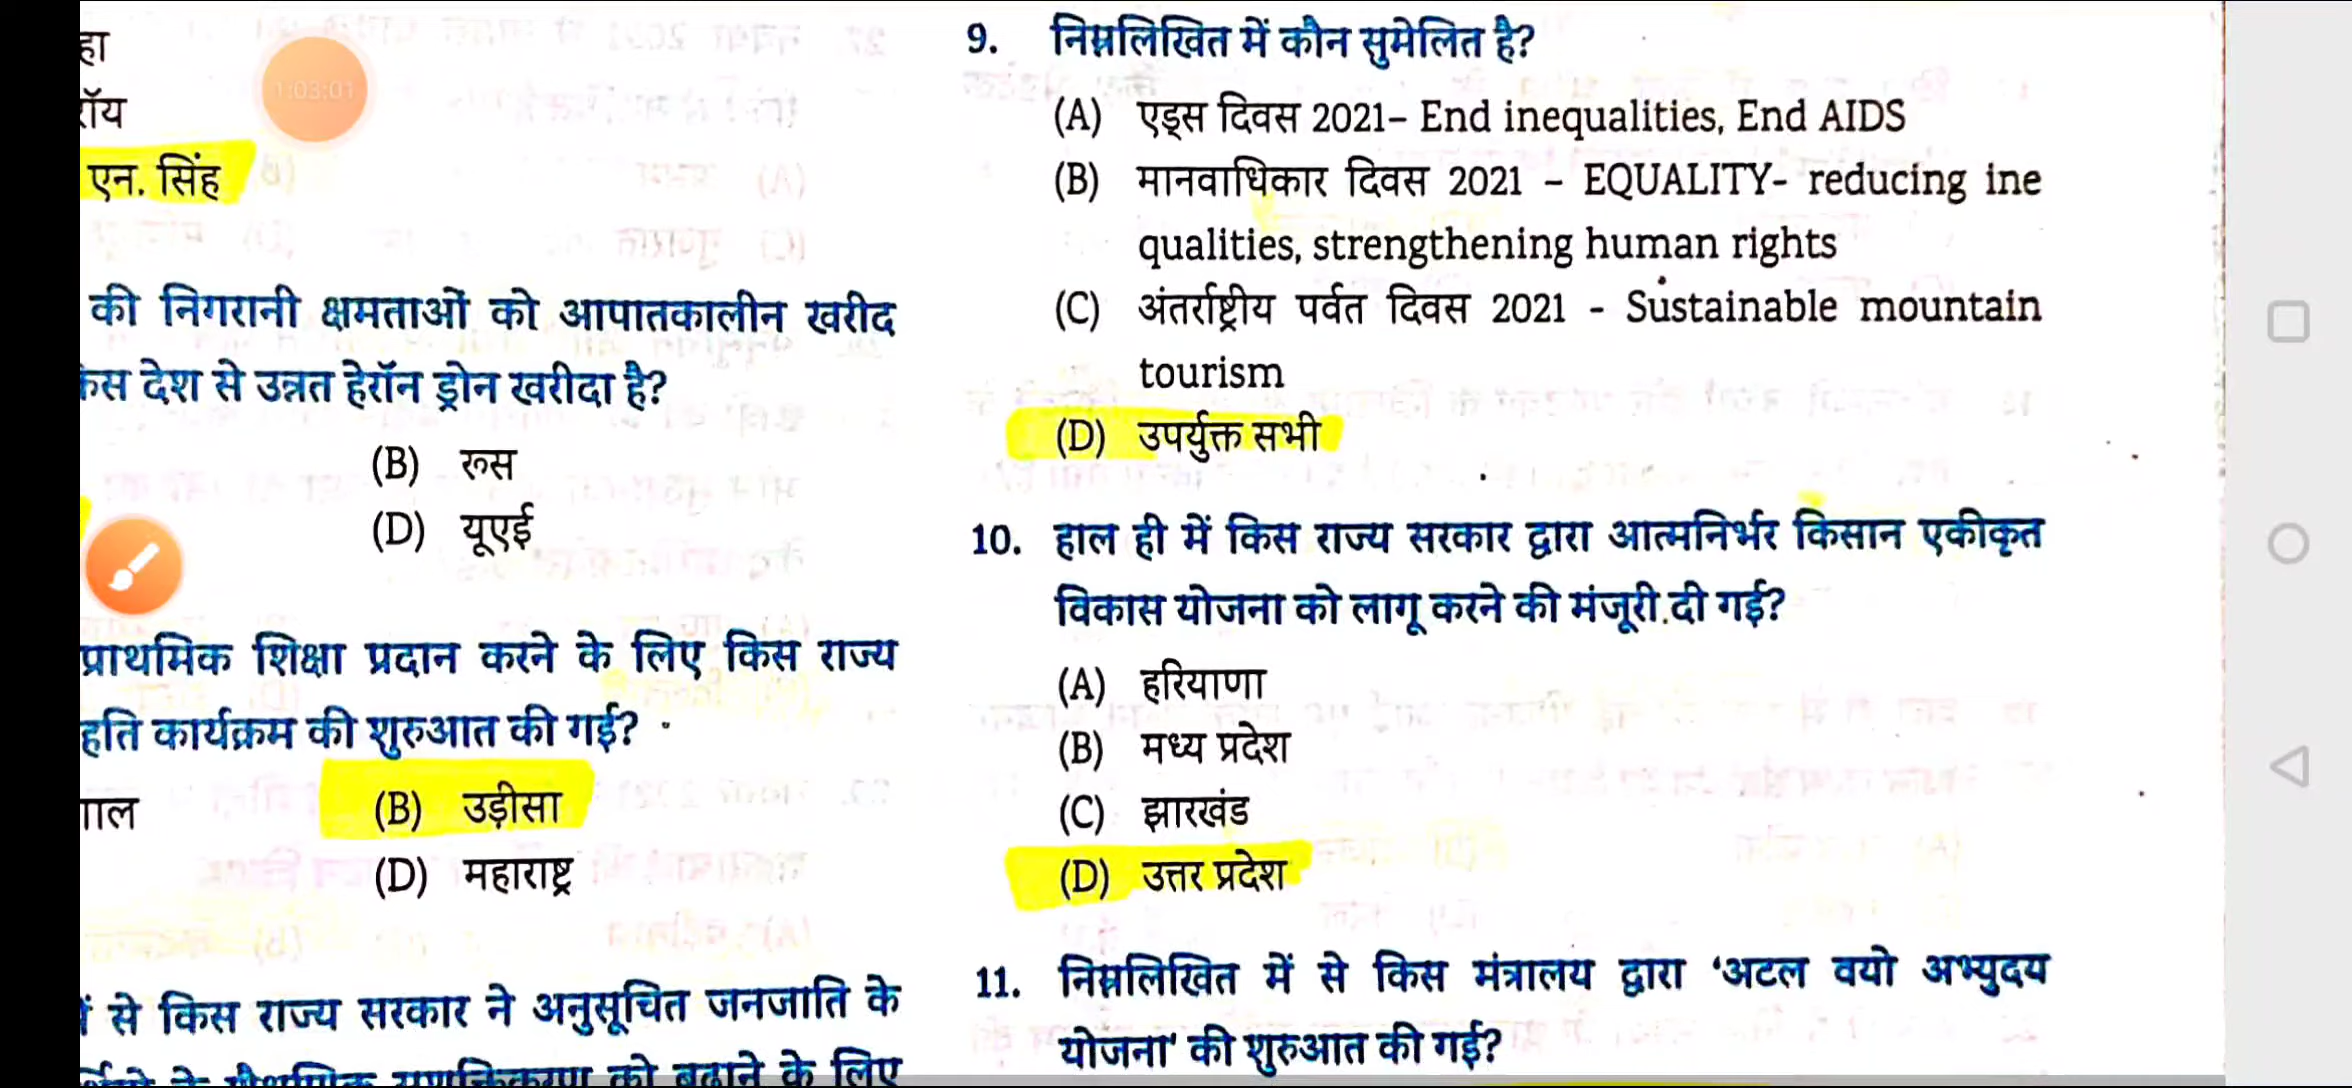 हा
रॉय
एन. सिंह
की निगरानी क्षमताओं को आपातकालीन खरीद
केस देश से उन्नत हेरॉन ड्रोन खरीदा है?
(B) रूस
(D) यूएई
प्राथमिक शिक्षा प्रदान करने के लिए किस राज्य
हति कार्यक्रम की शुरुआत की गई?
गाल
(B) उड़ीसा
(D) महाराष्ट्र
में से किस राज्य सरकार ने अनुसूचित जनजाति के
को बढ़ाने के लिए
1:03:01
9. निम्नलिखित में कौन सुमेलित है?
(A) एड्स दिवस 2021– End inequalities, End AIDS
(B) मानवाधिकार दिवस 2021 – EQUALITY- reducing ine
qualities, strengthening human rights
(C) अंतर्राष्ट्रीय पर्वत दिवस 2021 - Sustainable mountain
tourism
(D) उपर्युक्त सभी
10. हाल ही में किस राज्य सरकार द्वारा आत्मनिर्भर किसान एकीकृत
विकास योजना को लागू करने की मंजूरी दी गई?
(A) हरियाणा
(B) मध्य प्रदेश
(C) झारखंड
(D) उत्तर प्रदेश
11. निम्नलिखित में से किस मंत्रालय द्वारा ‘अटल वयो अभ्युदय
योजना' की शुरुआत की गई?